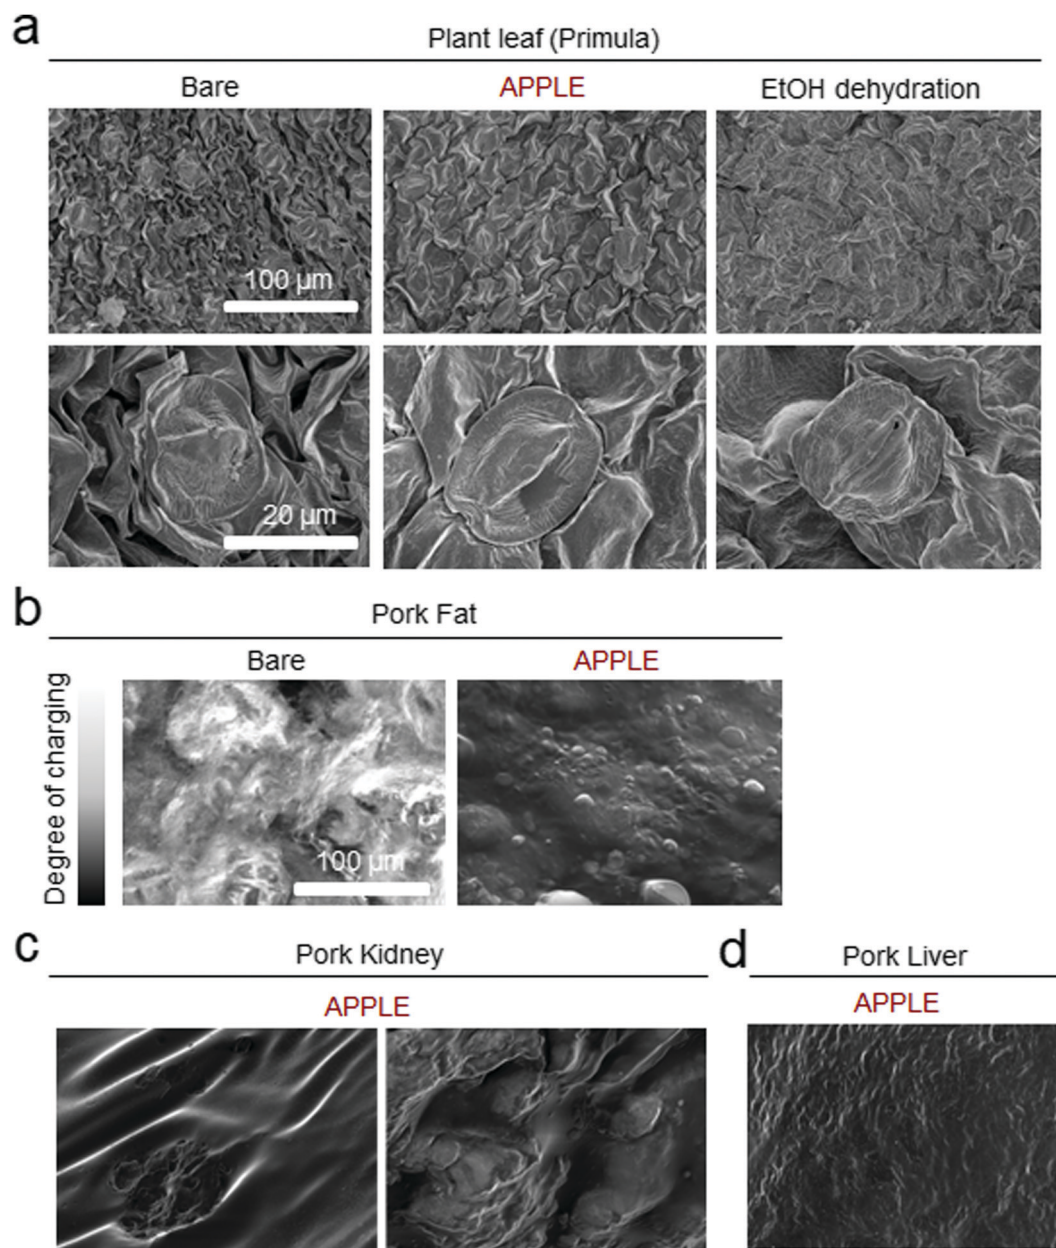 a
Plant leaf (Primula)
Bare
APPLE
EtOH dehydration
100 µm
20 µm
b
Pork Fat
Bare
APPLE
Degree of charging
100 µm
c
Pork Kidney
APPLE
d
Pork Liver
APPLE